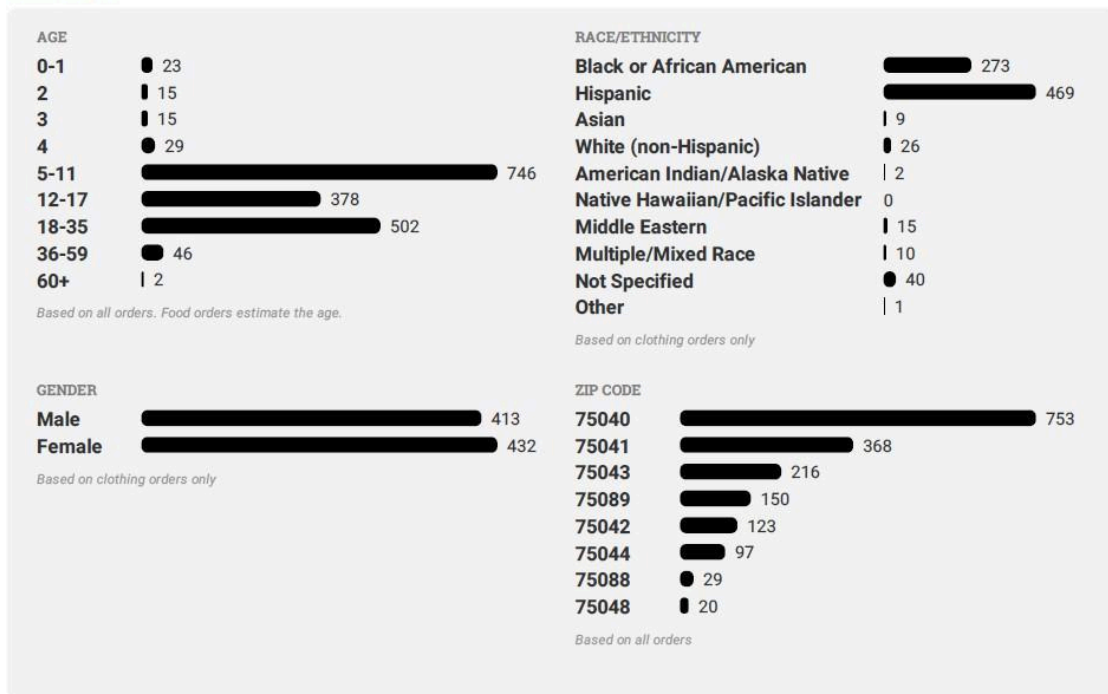 AGE
0-1 23
2 15
3 15
4 29
5-11 746
12-17 378
18-35 502
36-59 46
60+ 2
Based on all orders. Food orders estimate the age.
RACE/ETHNICITY
Black or African American 273
Hispanic 469
Asian 9
White (non-Hispanic) 26
American Indian/Alaska Native 2
Native Hawaiian/Pacific Islander 0
Middle Eastern 15
Multiple/Mixed Race 10
Not Specified 40
Other 1
Based on clothing orders only
GENDER
Male 413
Female 432
Based on clothing orders only
ZIP CODE
75040 753
75041 368
75043 216
75089 150
75042 123
75044 97
75088 29
75048 20
Based on all orders